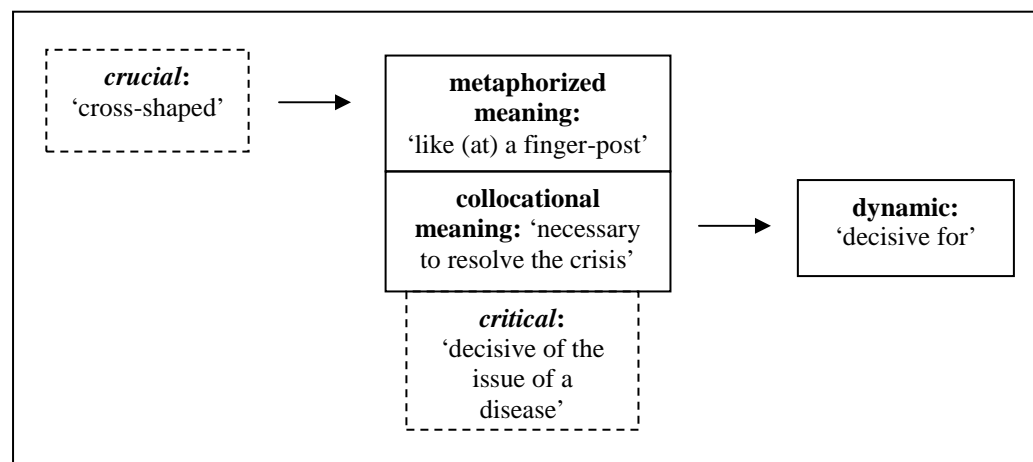 crucial:
‘cross-shaped’
metaphorized
meaning:
‘like (at) a finger-post’
collocational
meaning: ‘necessary
to resolve the crisis’
dynamic:
‘decisive for’
critical:
‘decisive of the
issue of a
disease’